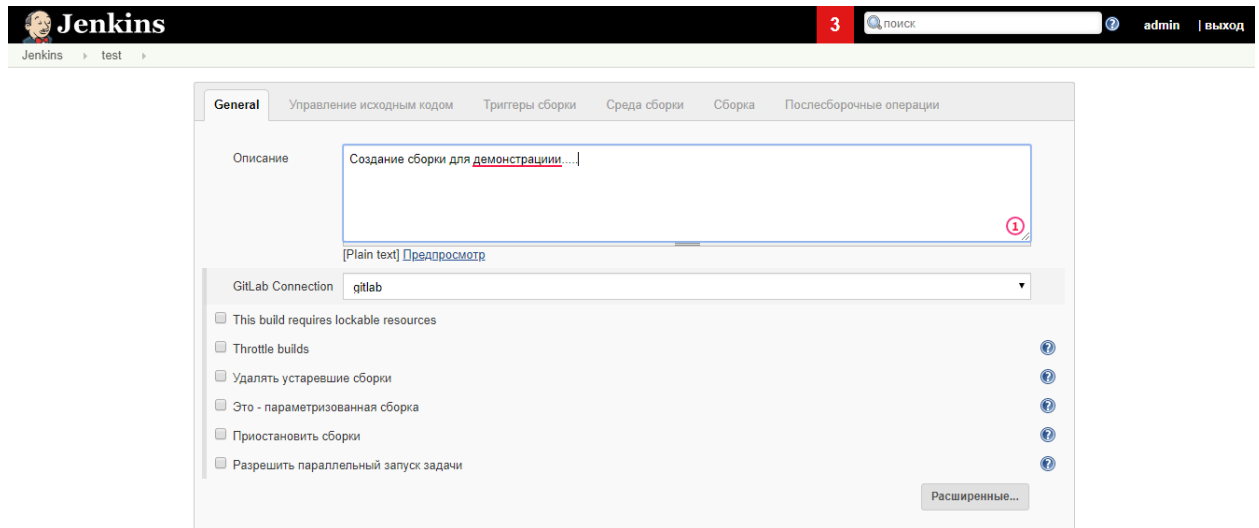 Jenkins
3
поиск
admin | выход
Jenkins test
General Управление исходным кодом Триггеры сборки Среда сборки Сборка Послесборочные операции
Описание
Создание сборки для демонстрациии.....
1
[Plain text] Предпросмотр
GitLab Connection gitlab
This build requires lockable resources
Throttle builds
Удалять устаревшие сборки
Это - параметризованная сборка
Приостановить сборки
Разрешить параллельный запуск задачи
Расширенные...